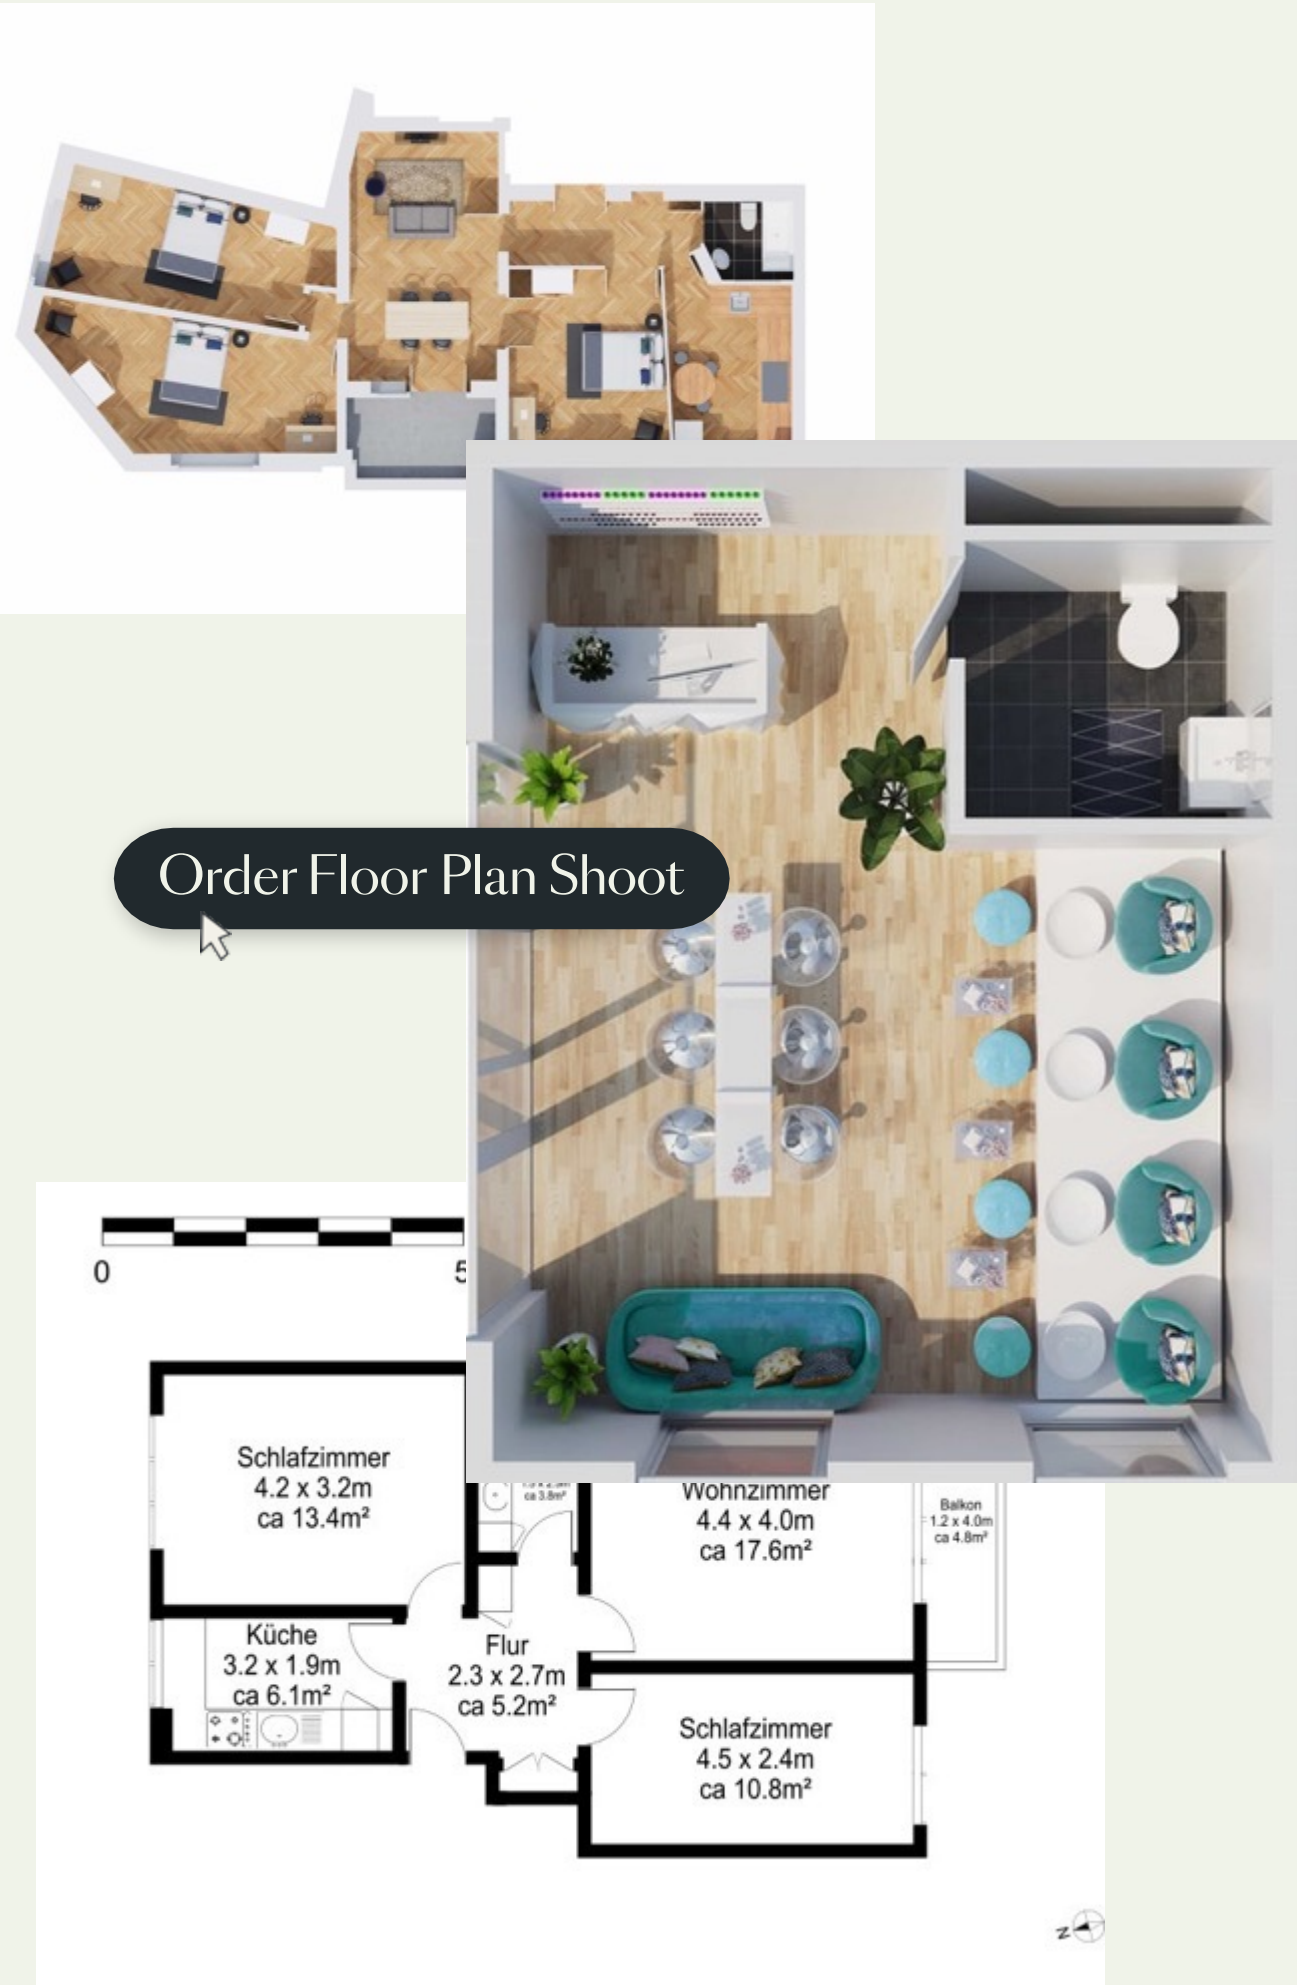 Order Floor Plan Shoot
0
5
Schlafzimmer
4.2 x 3.2m
ca 13.4m²
ca 3.8m²
Wohnzimmer
4.4 x 4.0m
ca 17.6m²
Balkon
1.2 x 4.0m
ca 4.8m²
Küche
3.2 x 1.9m
ca 6.1m²
Flur
2.3 x 2.7m
ca 5.2m²
Schlafzimmer
4.5 x 2.4m
ca 10.8m²
N